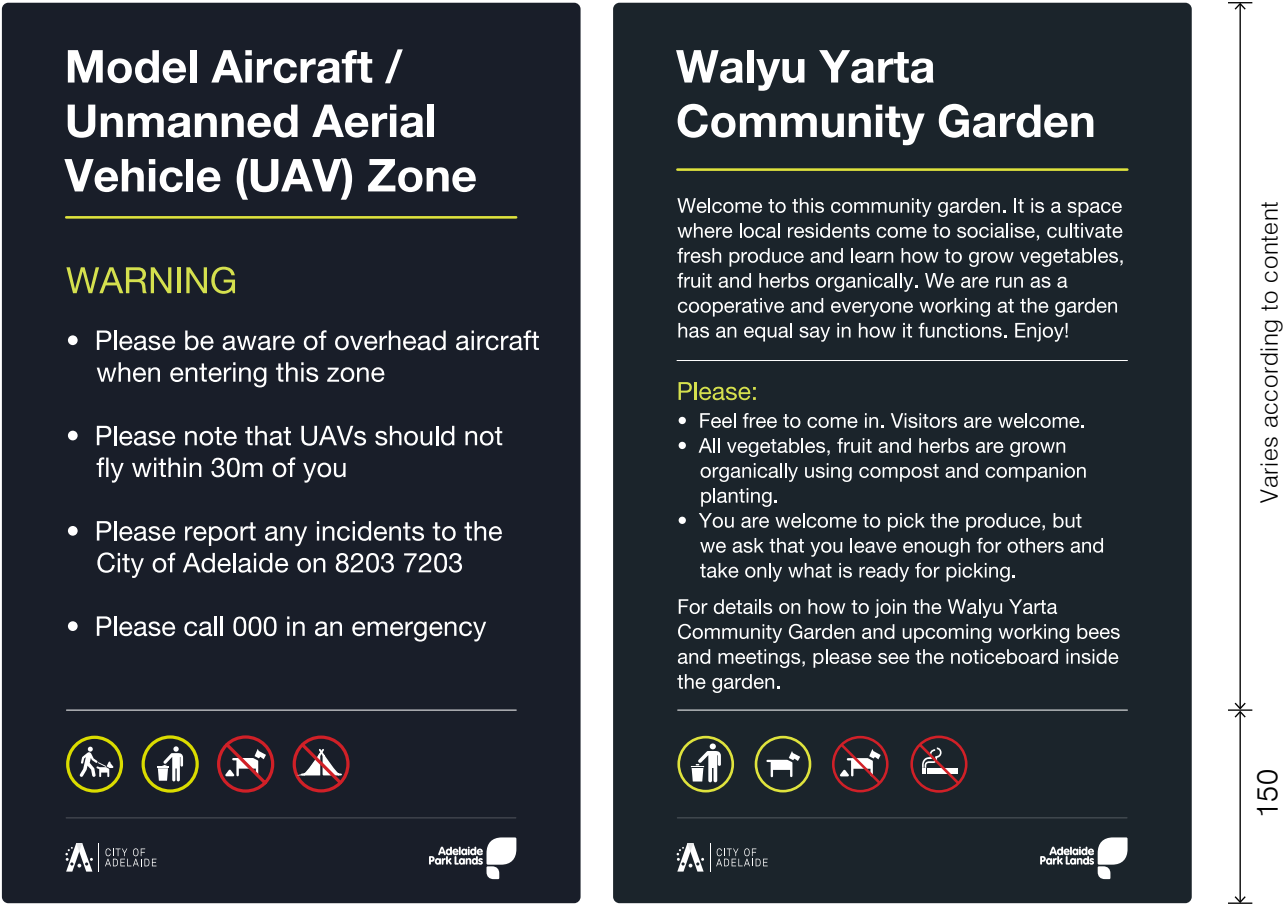 Model Aircraft /
Unmanned Aerial
Vehicle (UAV) Zone
WARNING
• Please be aware of overhead aircraft
when entering this zone
• Please note that UAVs should not
fly within 30m of you
• Please report any incidents to the
City of Adelaide on 8203 7203
• Please call 000 in an emergency
CITY OF
ADELAIDE
Adelaide
Park Lands
Walyu Yarta
Community Garden
Welcome to this community garden. It is a space
where local residents come to socialise, cultivate
fresh produce and learn how to grow vegetables,
fruit and herbs organically. We are run as a
cooperative and everyone working at the garden
has an equal say in how it functions. Enjoy!
Please:
• Feel free to come in. Visitors are welcome.
• All vegetables, fruit and herbs are grown
organically using compost and companion
planting.
• You are welcome to pick the produce, but
we ask that you leave enough for others and
take only what is ready for picking.
For details on how to join the Walyu Yarta
Community Garden and upcoming working bees
and meetings, please see the noticeboard inside
the garden.
CITY OF
ADELAIDE
Adelaide
Park Lands
Varies according to content
150